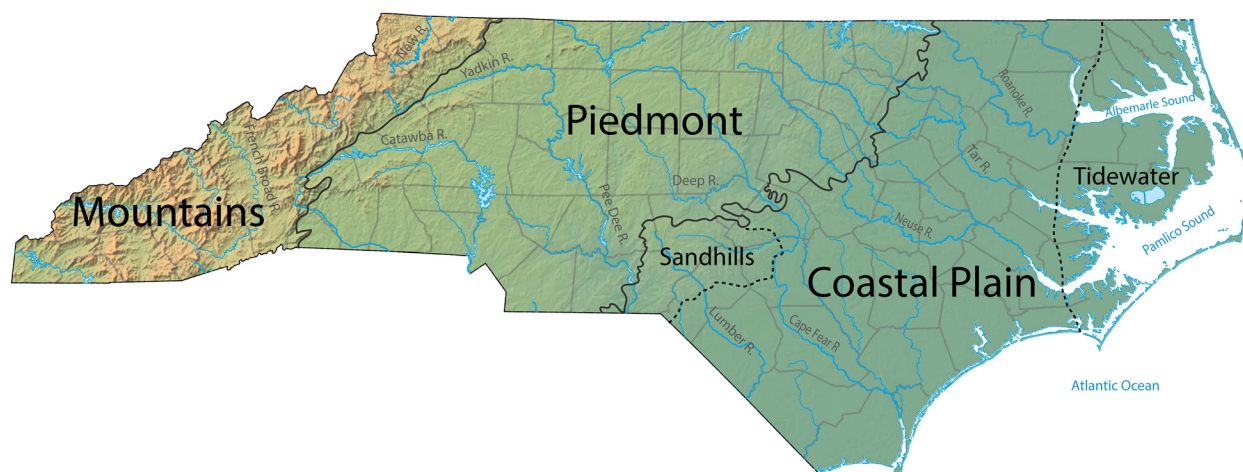 New R.
Yadkin R.
Roanoke R.
Albemarle Sound
Piedmont
Catawba R.
French Broad R.
Tar R.
Deep R.
Tidewater
Mountains
Pee Dee R.
Neuse R.
Pamlico Sound
Sandhills
Coastal Plain
Lumber R.
Cape Fear R
Atlantic Ocean